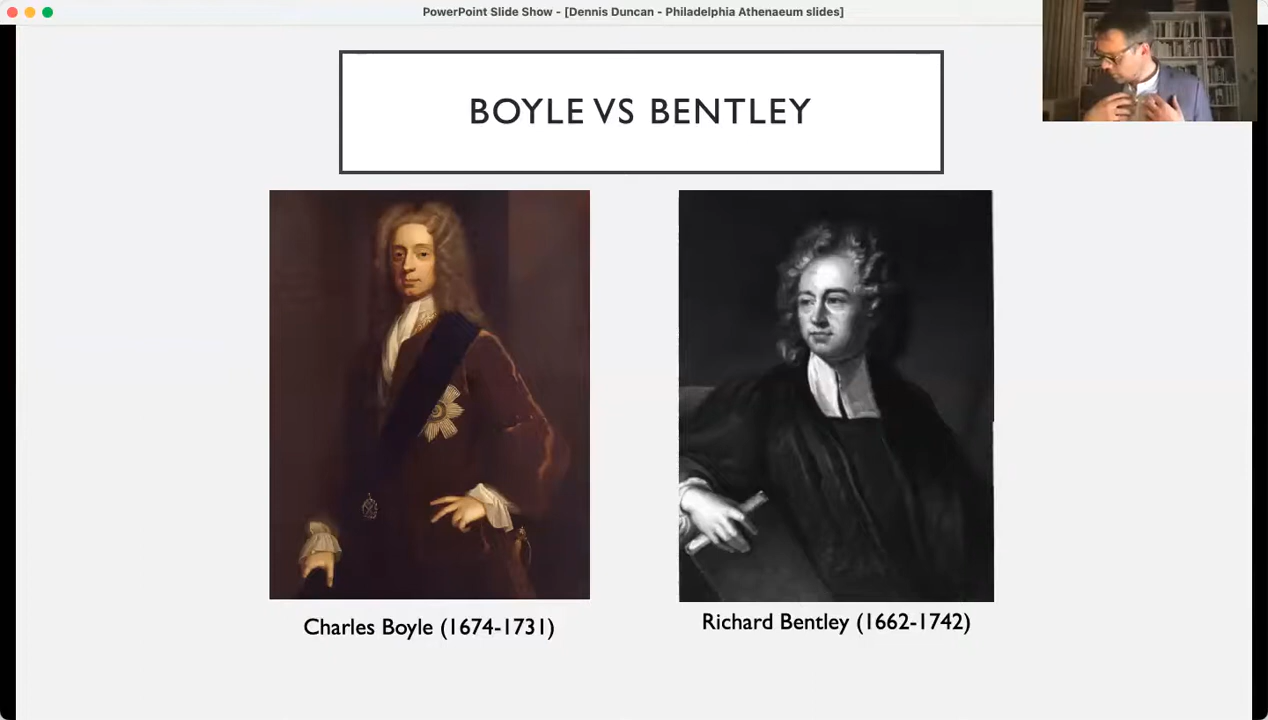 PowerPoint Slide Show - [Dennis Duncan - Philadelphia Athenaeum slides]
BOYLE VS BENTLEY
Charles Boyle (1674-1731)
Richard Bentley (1662-1742)